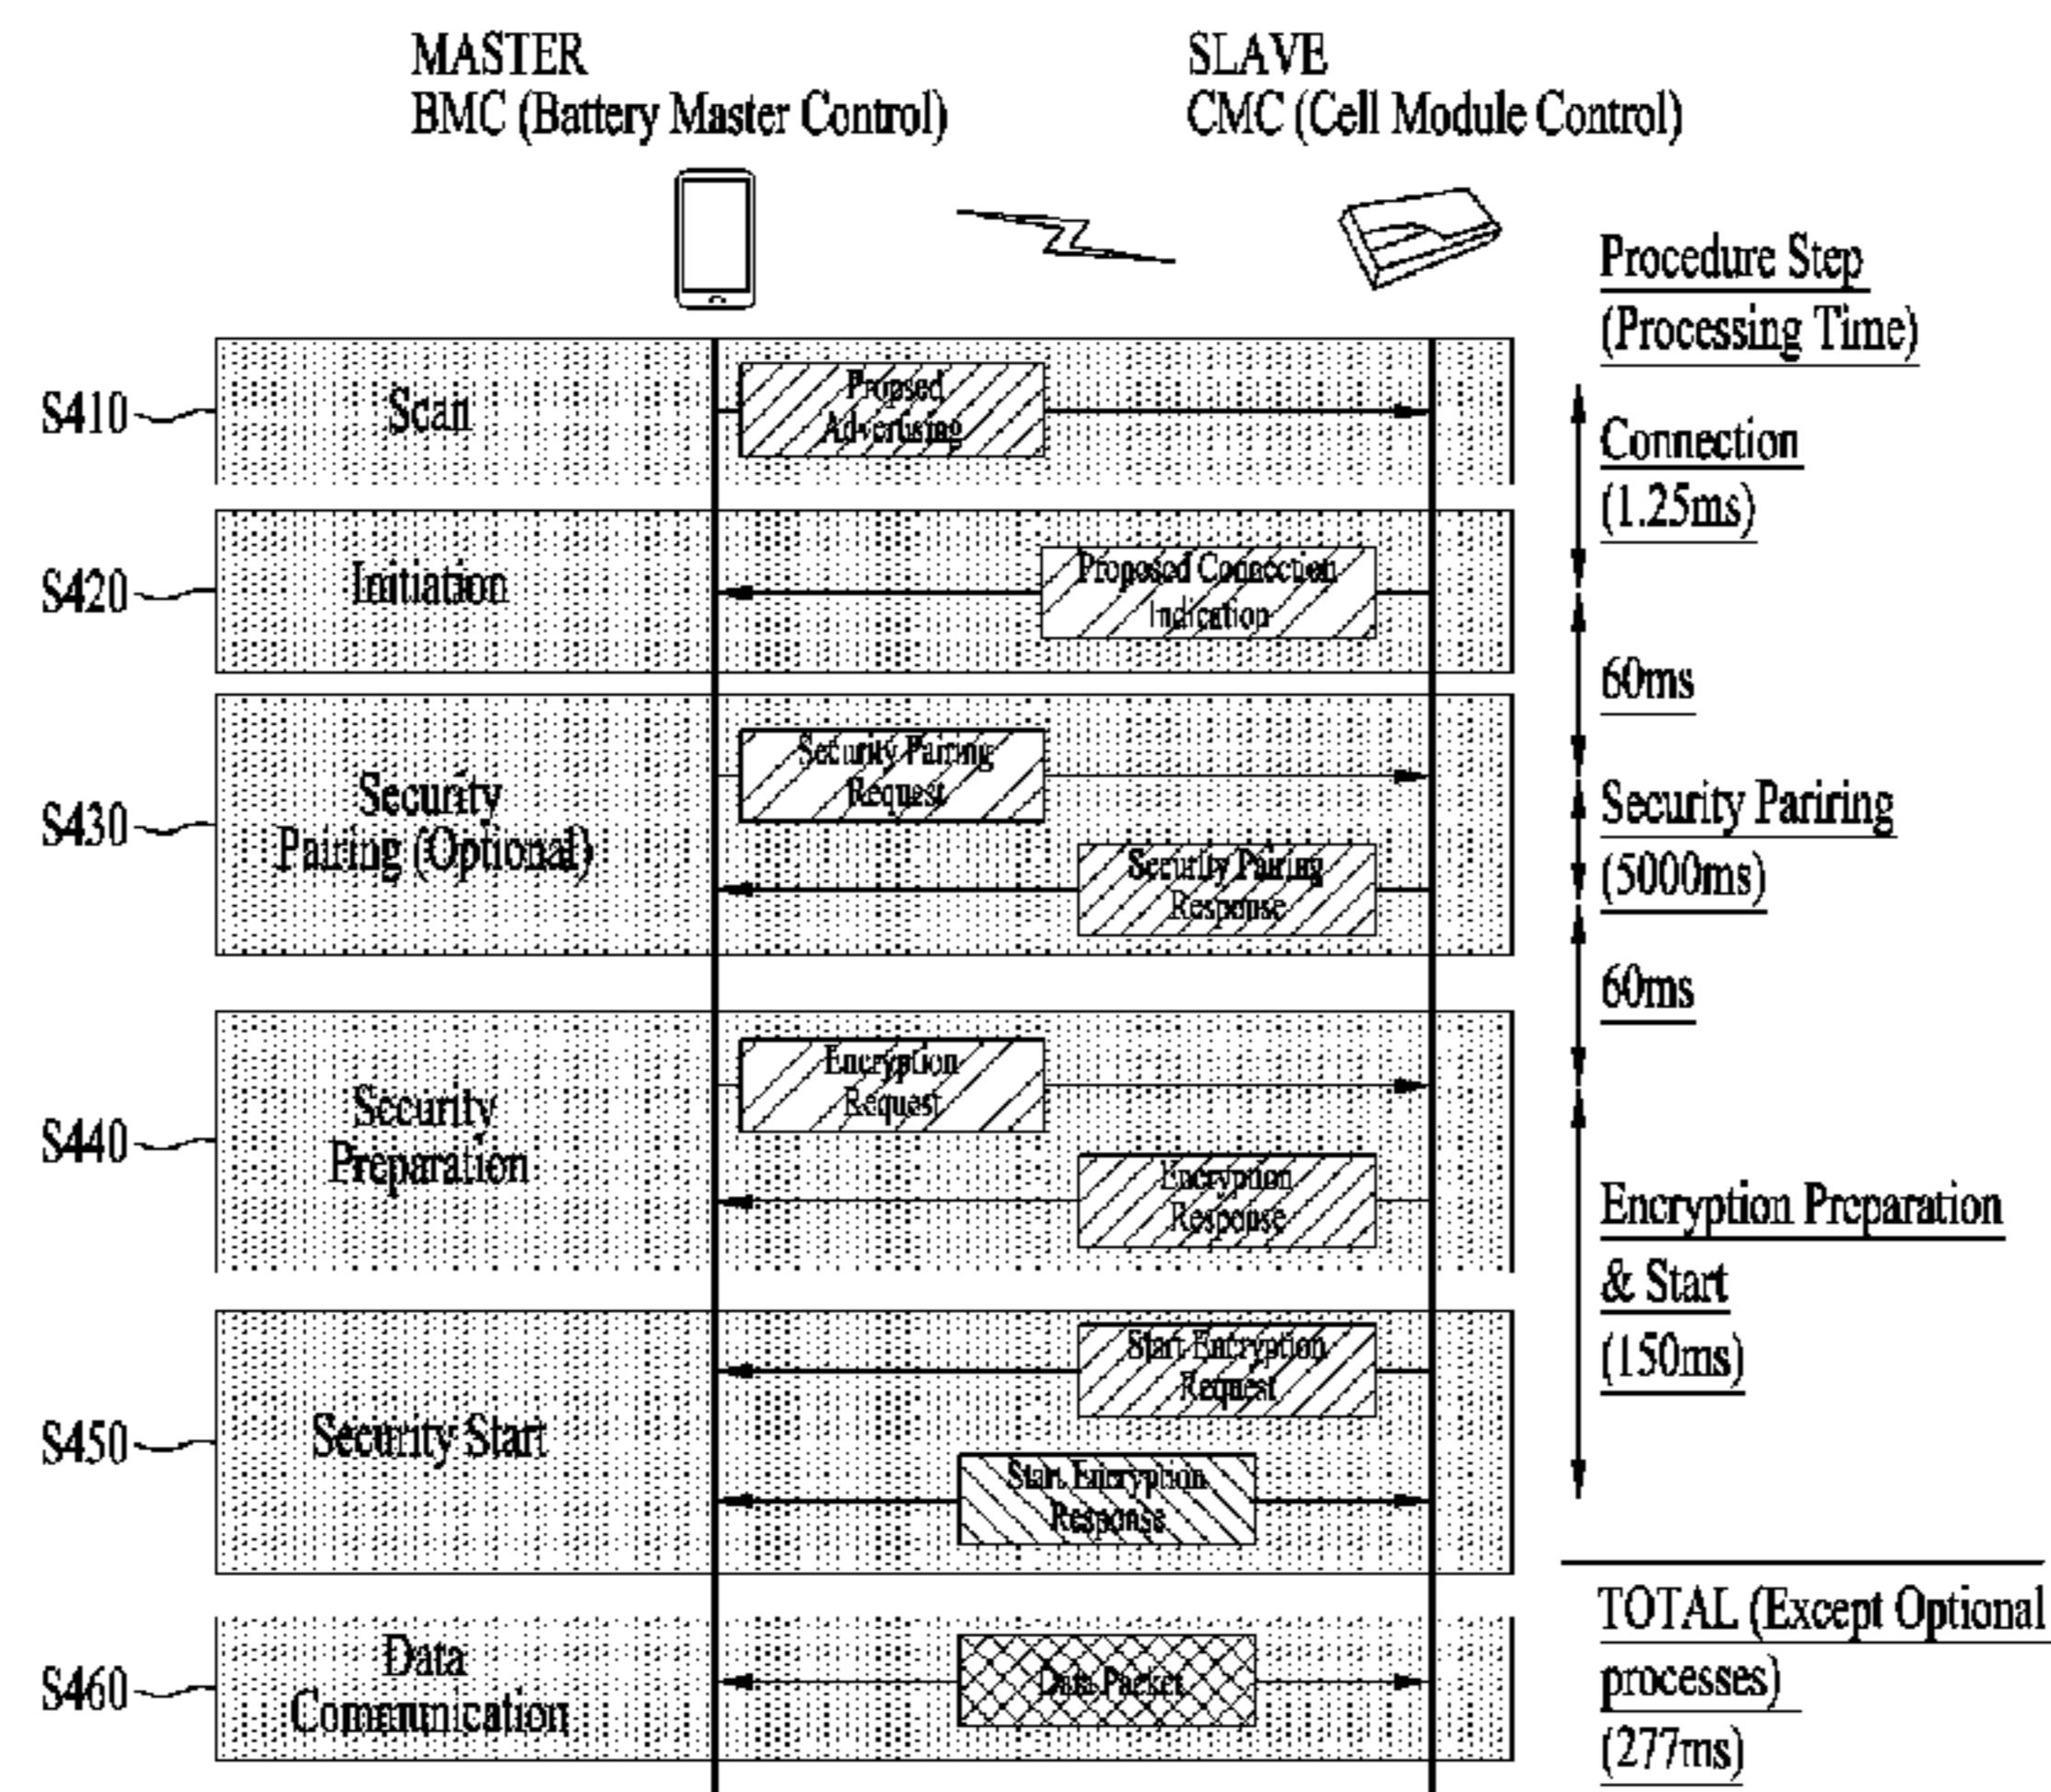 MASTER
BMC (Battery Master Control)
SLAVE
CMC (Cell Module Control)
Procedure Step
(Processing Time)
S410
Scan
Propsed
Advertising
Connection
(1.25ms)
S420
Initiation
Proposed Connection
Indication
60ms
S430
Security
Pairing (Optional)
Security Pairing
Request
Security Pairing
Response
Security Pariring
(5000ms)
60ms
S440
Security
Preparation
Encryption
Request
Encryption
Response
Encryption Preparation
& Start
(150ms)
S450
Security Start
Start Encryption
Request
Start Encryption
Response
S460
Data
Communication
Data Packet
TOTAL (Except Optional
processes)
(277ms)